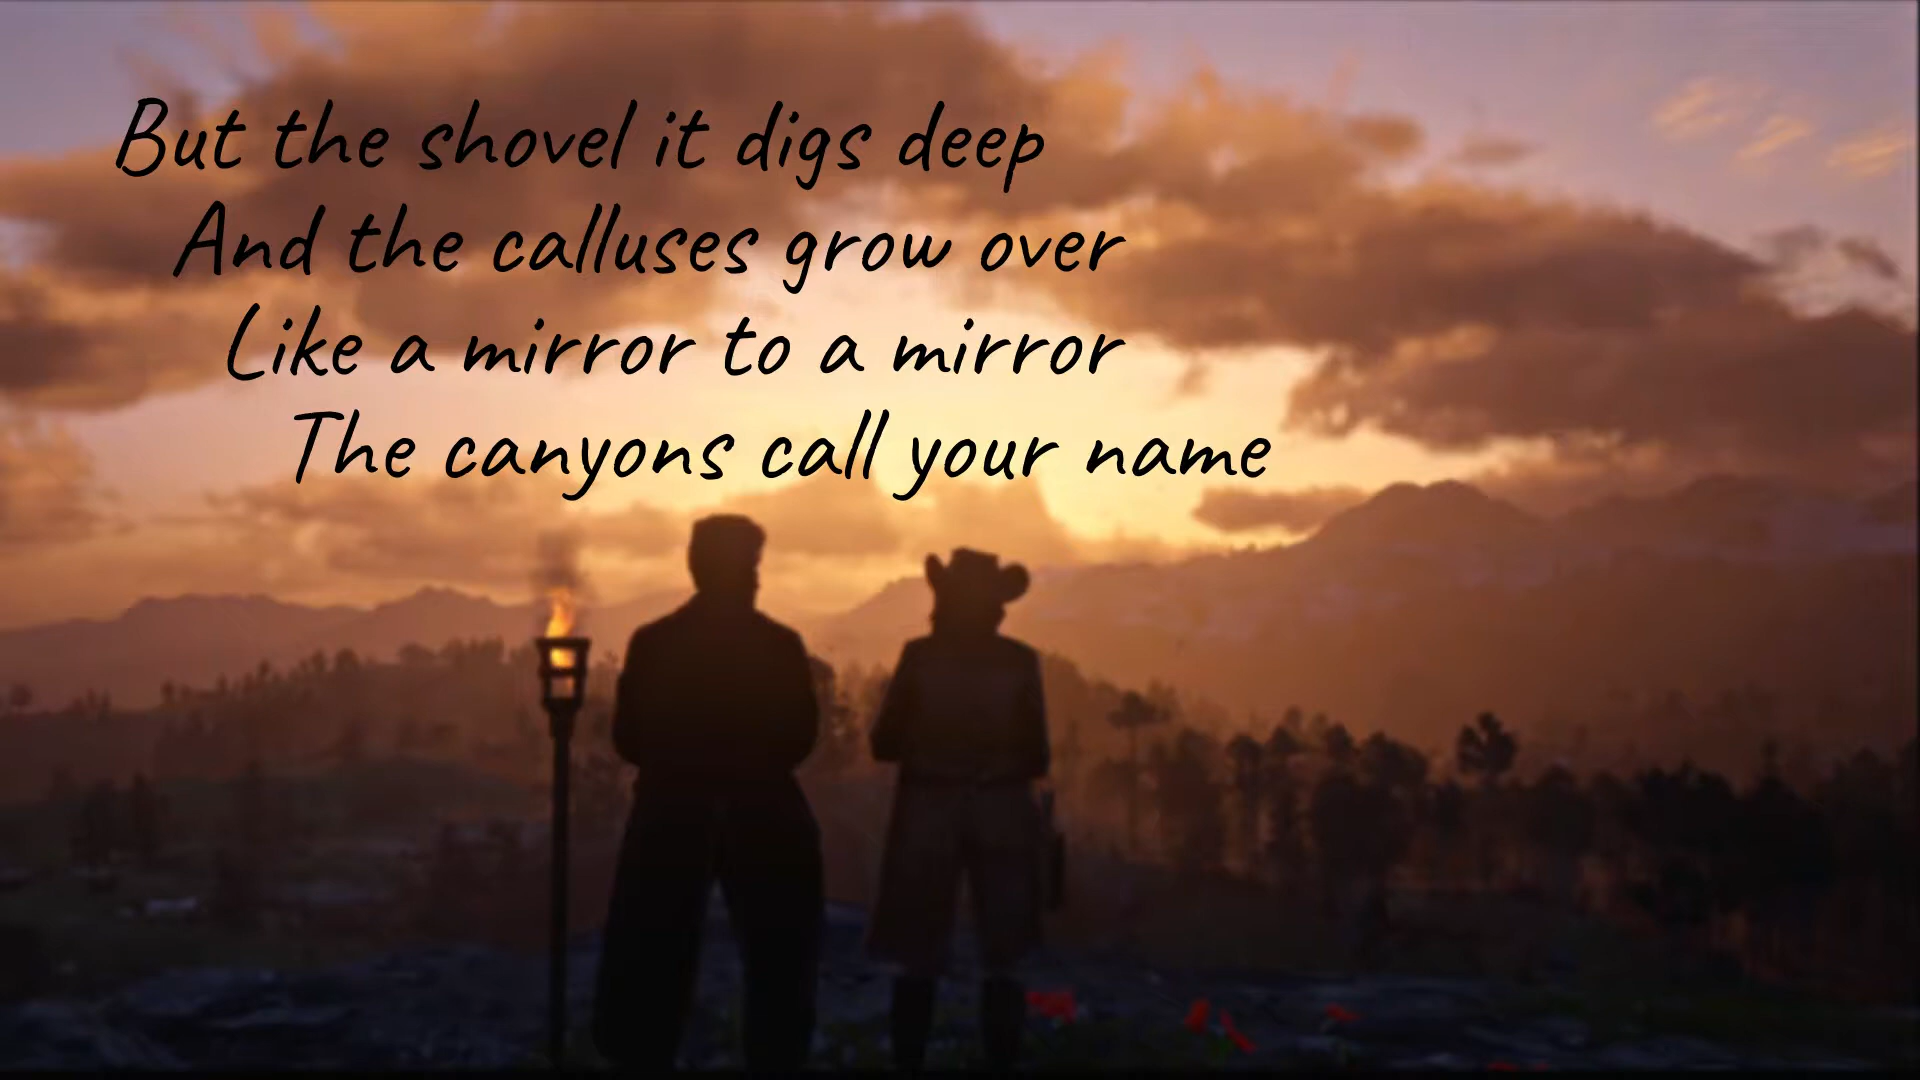 But the shovel it digs deep
And the calluses grow over
Like a mirror to a mirror
The canyons call your name